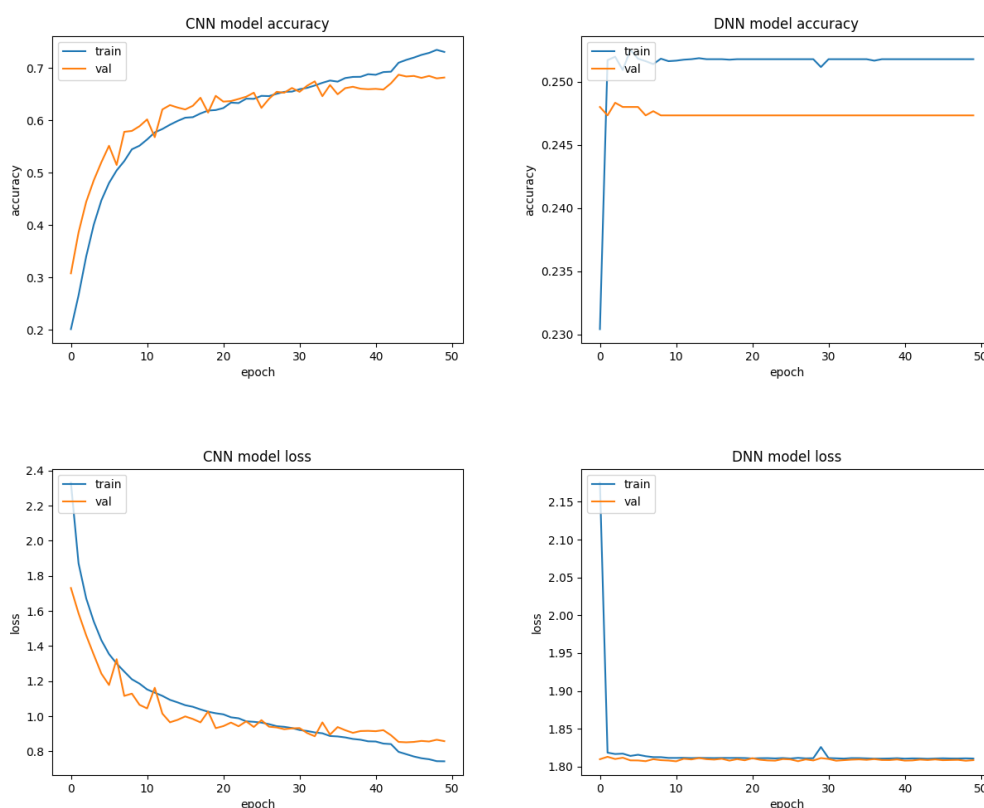 CNN model accuracy
train
val
0.7
0.6
0.5
0.4
0.3
0.2
accuracy
0 10 20 30 40 50
epoch
DNN model accuracy
train
val
0.250
0.245
0.240
0.235
0.230
accuracy
0 10 20 30 40 50
epoch
CNN model loss
train
val
2.4
2.2
2.0
1.8
1.6
1.4
1.2
1.0
0.8
loss
0 10 20 30 40 50
epoch
DNN model loss
train
val
2.15
2.10
2.05
2.00
1.95
1.90
1.85
1.80
loss
0 10 20 30 40 50
epoch